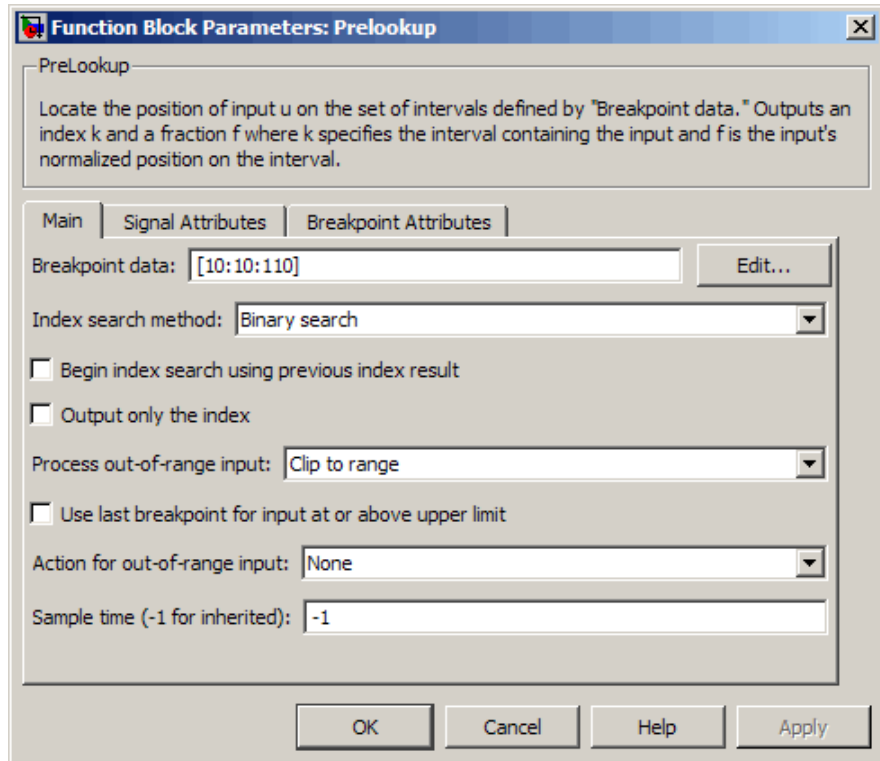 Function Block Parameters: Prelookup
PreLookup
Locate the position of input u on the set of intervals defined by "Breakpoint data." Outputs an
index k and a fraction f where k specifies the interval containing the input and f is the input's
normalized position on the interval.
Main Signal Attributes Breakpoint Attributes
Breakpoint data: [10:10:110] Edit...
Index search method: Binary search
Begin index search using previous index result
Output only the index
Process out-of-range input: Clip to range
Use last breakpoint for input at or above upper limit
Action for out-of-range input: None
Sample time (-1 for inherited): -1
OK Cancel Help Apply